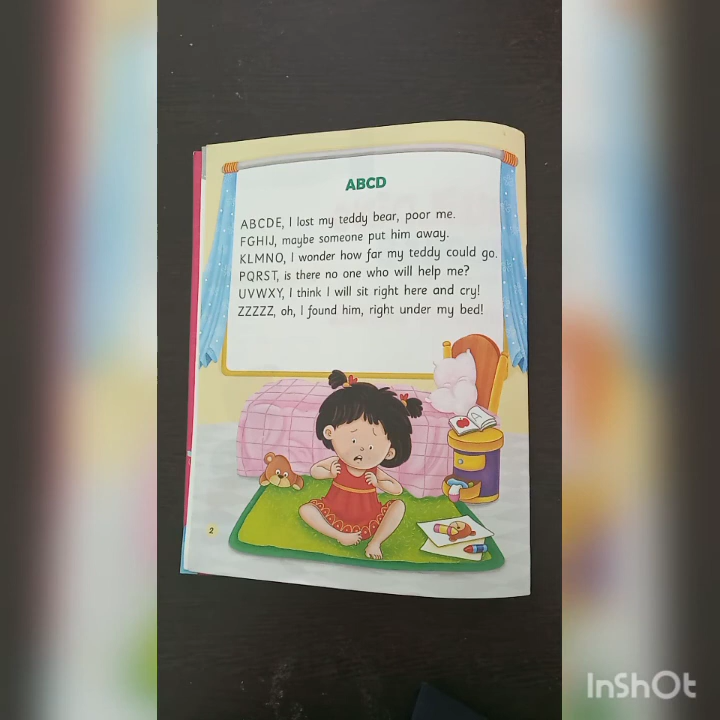 ABCD
ABCDE, I lost my teddy bear, poor me.
FGHIJ, maybe someone put him away.
KLMNO, I wonder how far my teddy could go.
PQRST, is there no one who will help me?
UVWXY, I think I will sit right here and cry!
ZZZZZ, oh, I found him, right under my bed!
A
2
InShOt